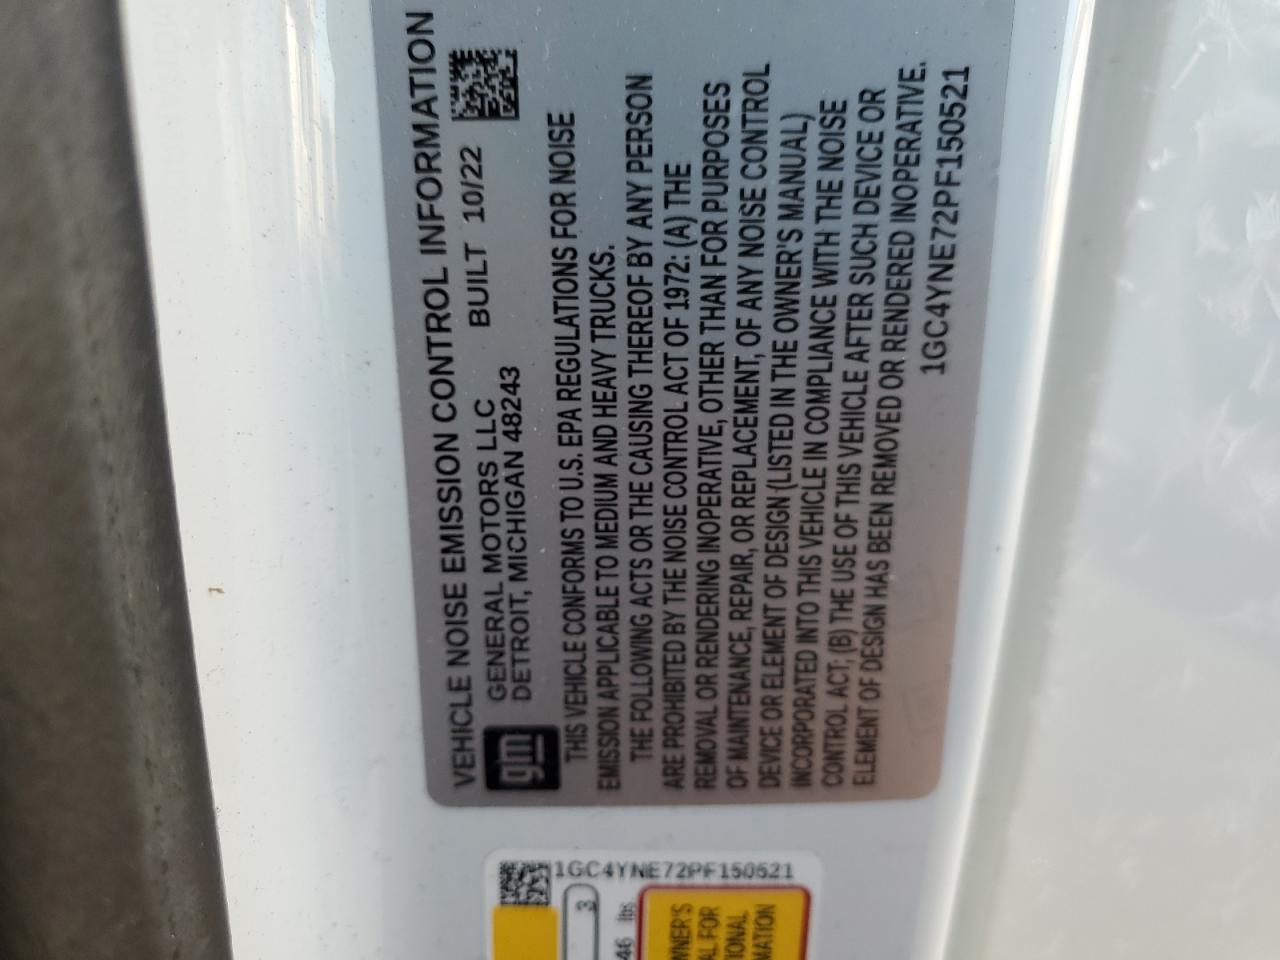 VEHICLE NOISE EMISSION CONTROL INFORMATION
gm
GENERAL MOTORS LLC BUILT 10/22
DETROIT, MICHIGAN 48243
THIS VEHICLE CONFORMS TO U.S. EPA REGULATIONS FOR NOISE
EMISSION APPLICABLE TO MEDIUM AND HEAVY TRUCKS.
THE FOLLOWING ACTS OR THE CAUSING THEREOF BY ANY PERSON
ARE PROHIBITED BY THE NOISE CONTROL ACT OF 1972: (A) THE
REMOVAL OR RENDERING INOPERATIVE, OTHER THAN FOR PURPOSES
OF MAINTENANCE, REPAIR, OR REPLACEMENT, OF ANY NOISE CONTROL
DEVICE OR ELEMENT OF DESIGN (LISTED IN THE OWNER'S MANUAL)
INCORPORATED INTO THIS VEHICLE IN COMPLIANCE WITH THE NOISE
CONTROL ACT; (B) THE USE OF THIS VEHICLE AFTER SUCH DEVICE OR
ELEMENT OF DESIGN HAS BEEN REMOVED OR RENDERED INOPERATIVE.
1GC4YNE72PF150521
1GC4YNE72PF150521
3
46 lbs